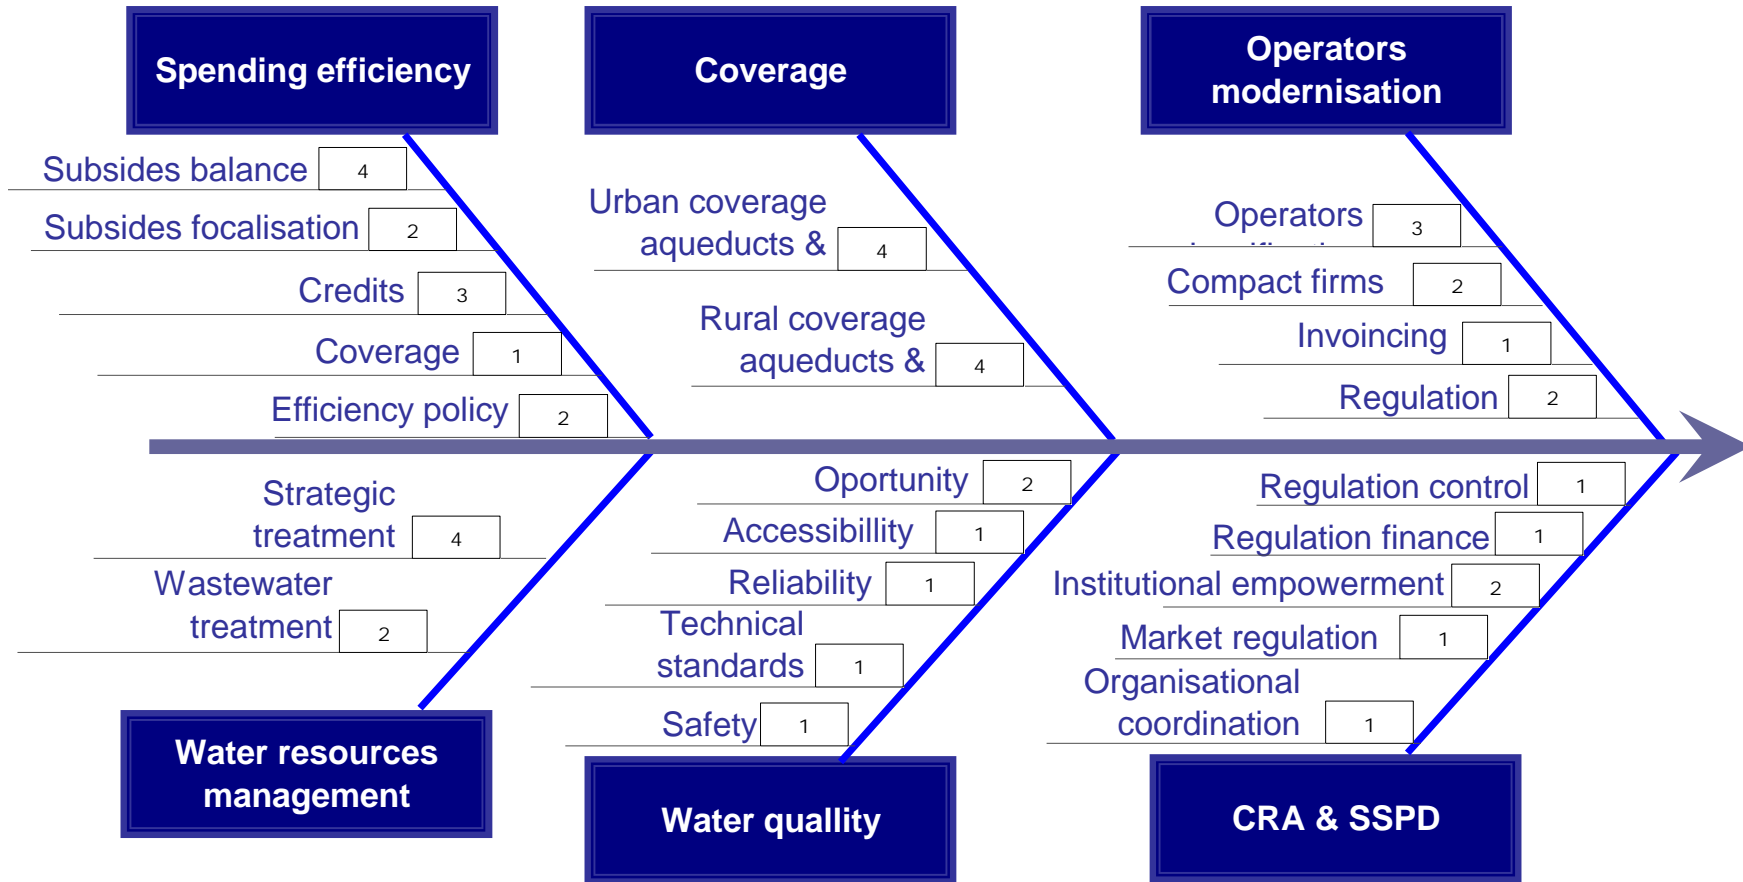 Spending efficiency
Coverage
Operators
modernisation
Subsides balance 4
Subsides focalisation 2
Credits 3
Coverage 1
Efficiency policy 2
Urban coverage
aqueducts & 4
Rural coverage
aqueducts & 4
Operators 3
Compact firms 2
Invoincing 1
Regulation 2
Strategic
treatment 4
Wastewater
treatment 2
Water resources
management
Oportunity 2
Accessibillity 1
Reliability 1
Technical
standards 1
Safety 1
Water quallity
Regulation control 1
Regulation finance 1
Institutional empowerment 2
Market regulation 1
Organisational
coordination 1
CRA & SSPD